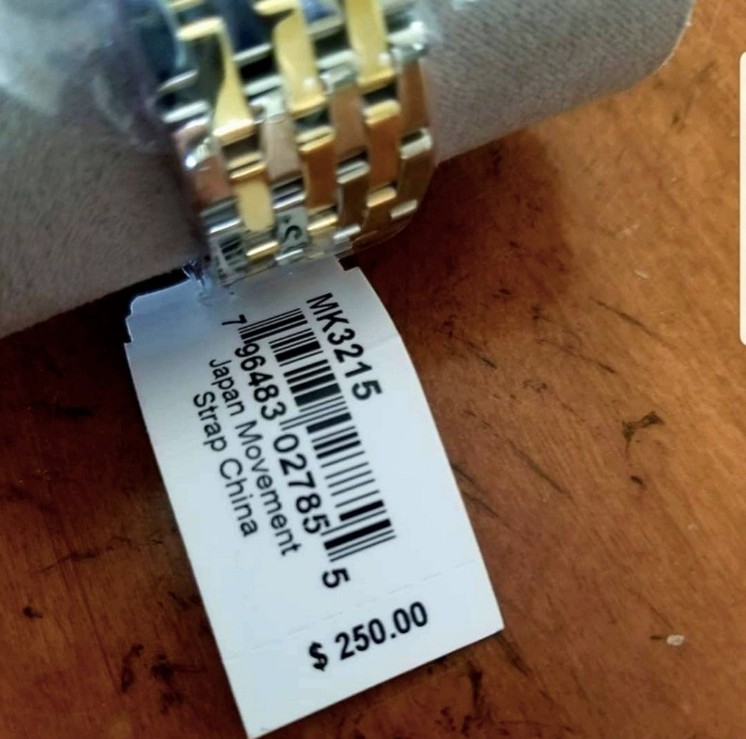 MK3215
7 96483 02785 5
Japan Movement
Strap China
$ 250.00